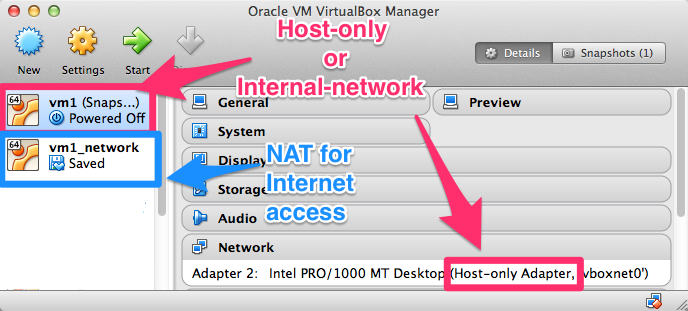 Oracle VM VirtualBox Manager
New
Settings
Start
Details
Snapshots (1)
Host-only
or
Internal-network
64
vm1 (Snaps...)
Powered Off
64
vm1_network
Saved
NAT for
Internet
access
General
Preview
System
Display
Storage
Audio
Network
Adapter 2: Intel PRO/1000 MT Desktop (Host-only Adapter, 'vboxnet0')